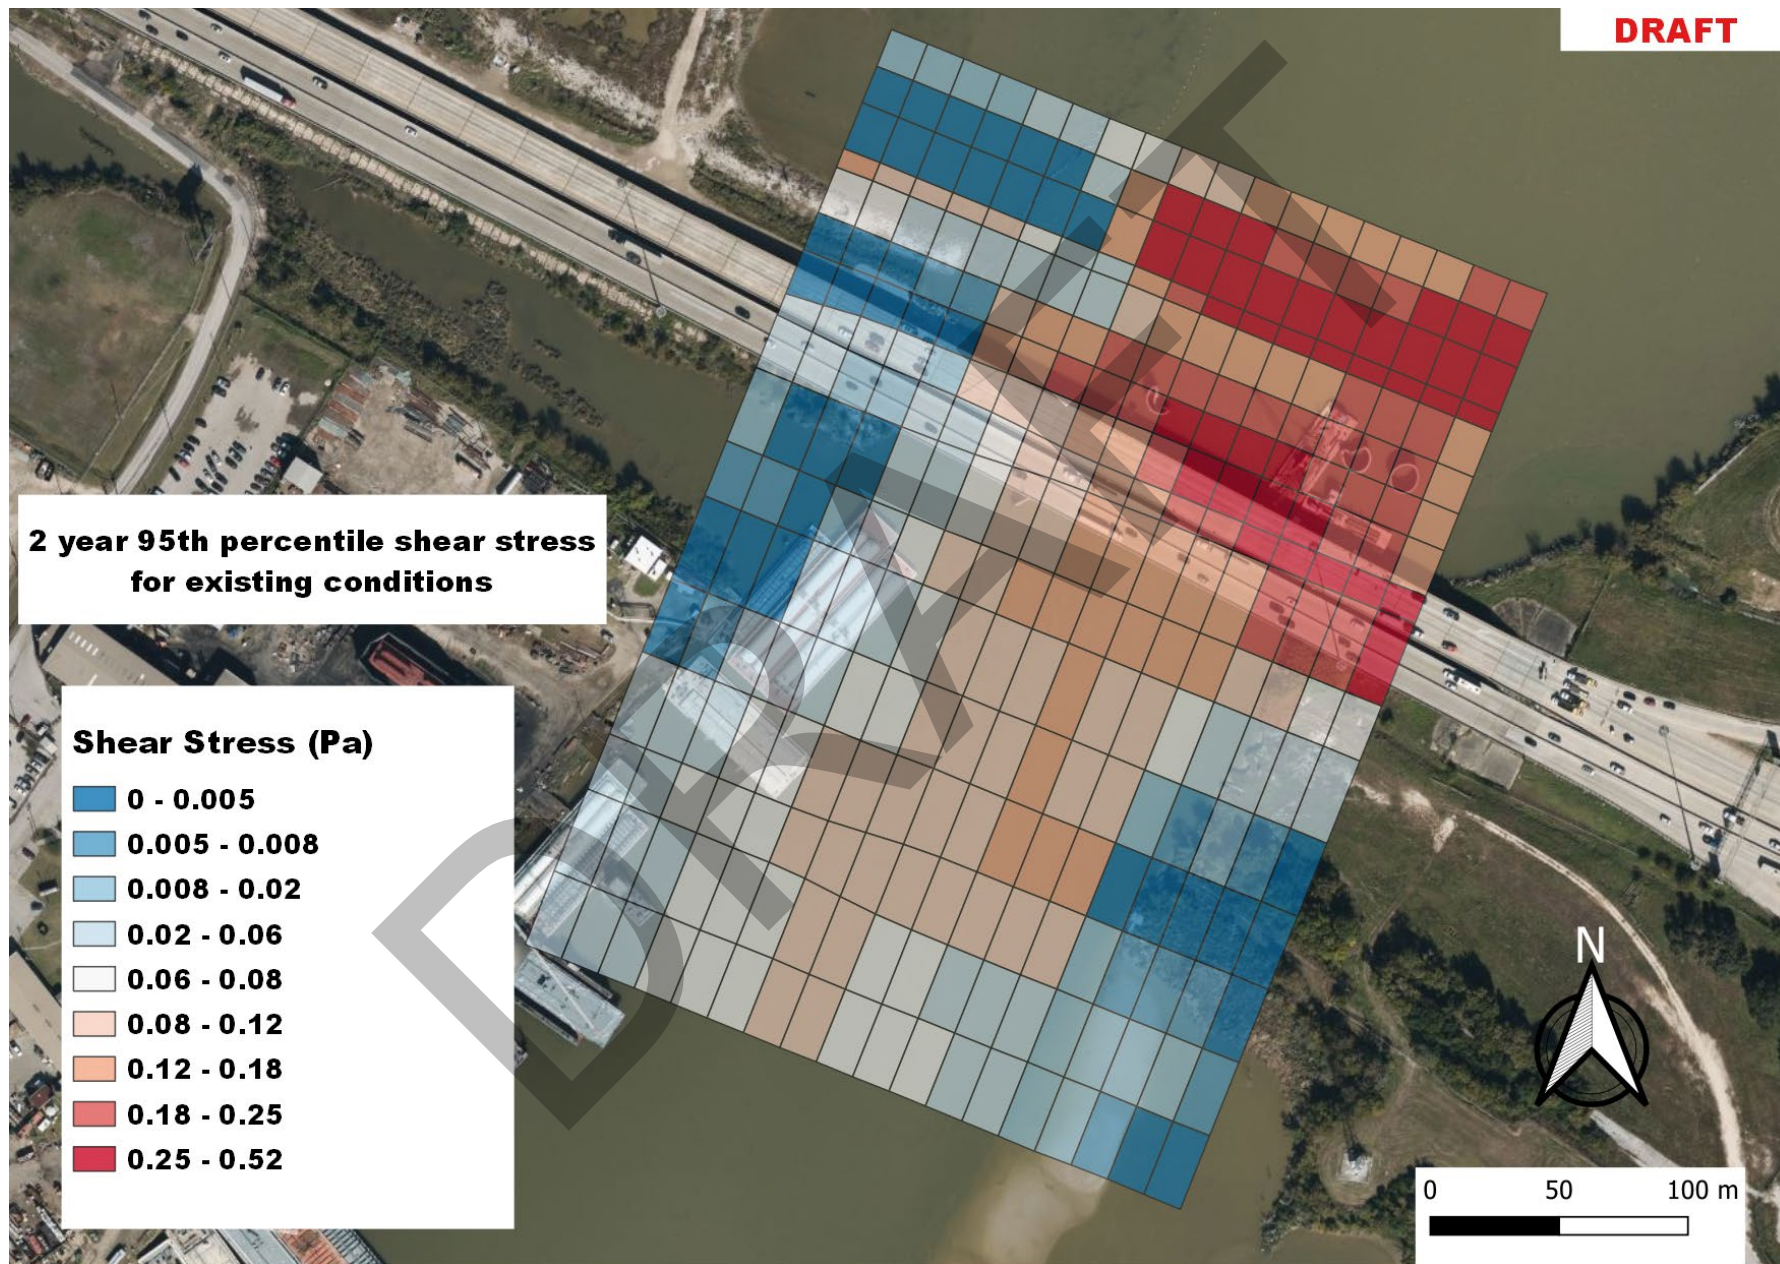 DRAFT
DRAFT
2 year 95th percentile shear stress
for existing conditions
Shear Stress (Pa)
0 - 0.005
0.005 - 0.008
0.008 - 0.02
0.02 - 0.06
0.06 - 0.08
0.08 - 0.12
0.12 - 0.18
0.18 - 0.25
0.25 - 0.52
N
0 50 100 m